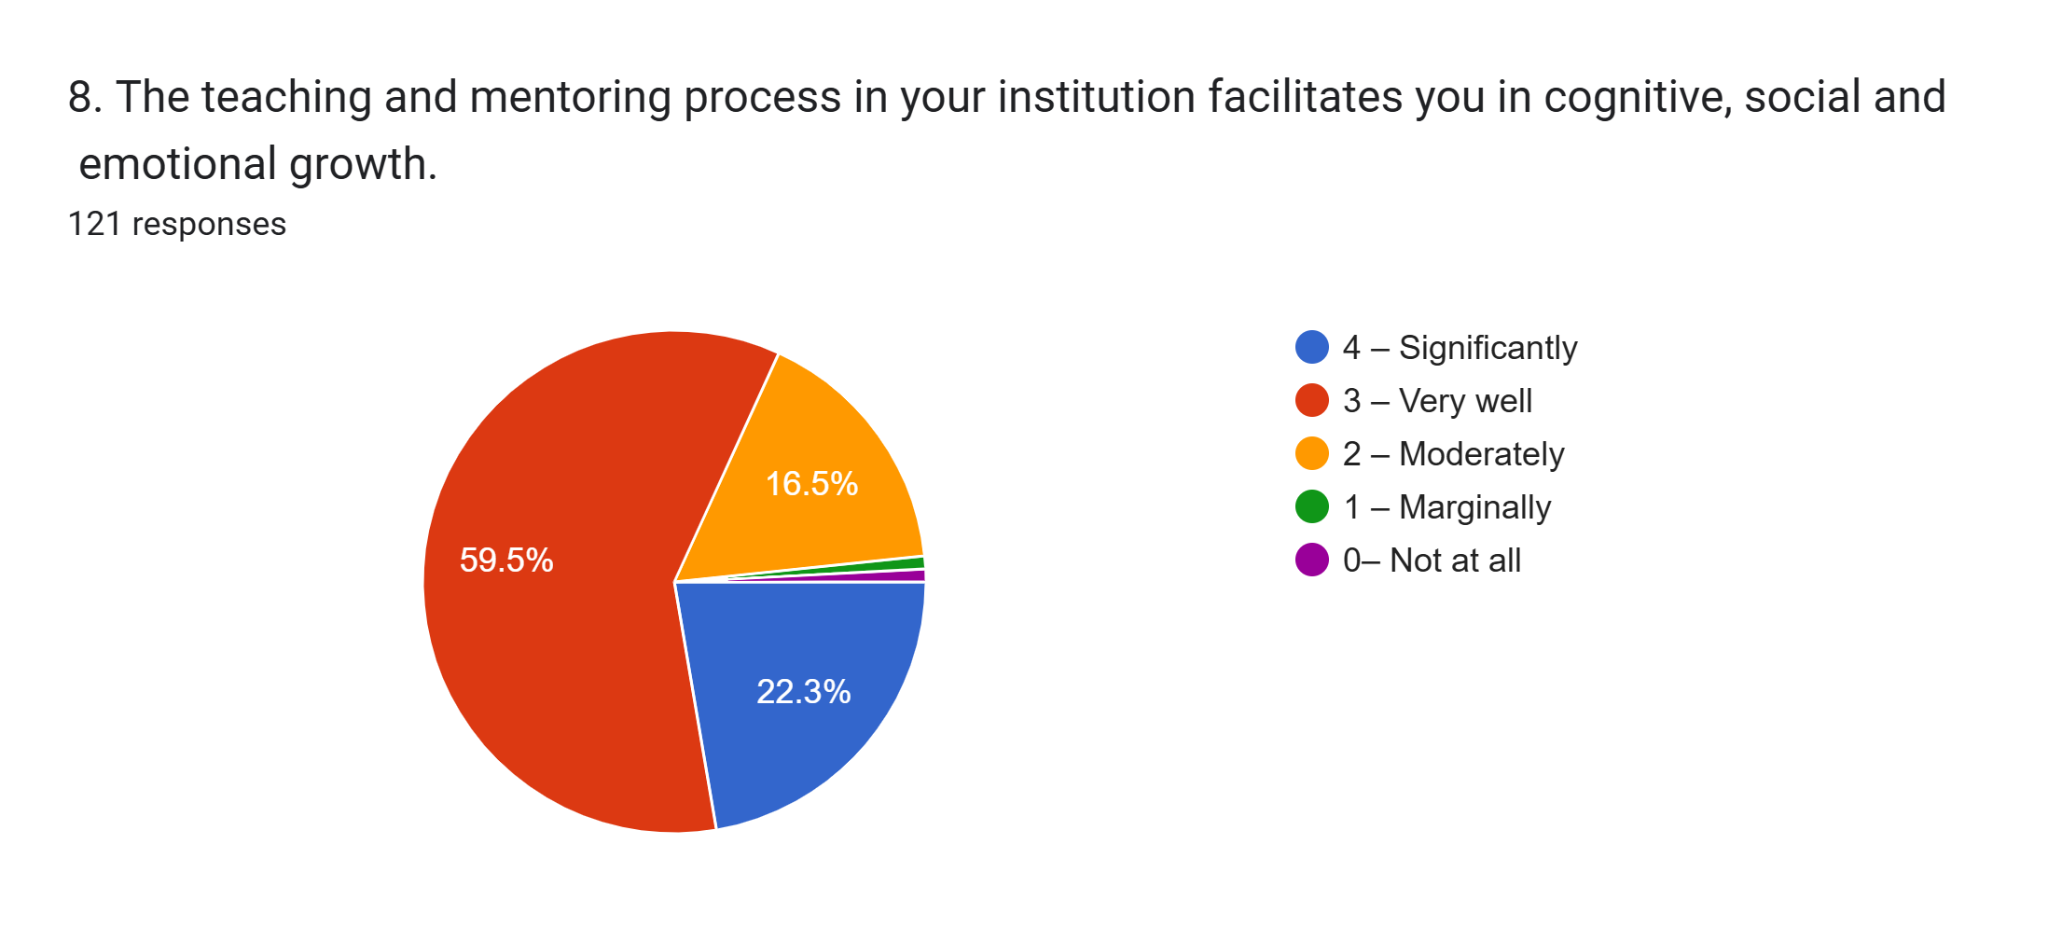 8. The teaching and mentoring process in your institution facilitates you in cognitive, social and
emotional growth.
121 responses
4 – Significantly
3 – Very well
2 – Moderately
1 – Marginally
0– Not at all
16.5%
59.5%
22.3%